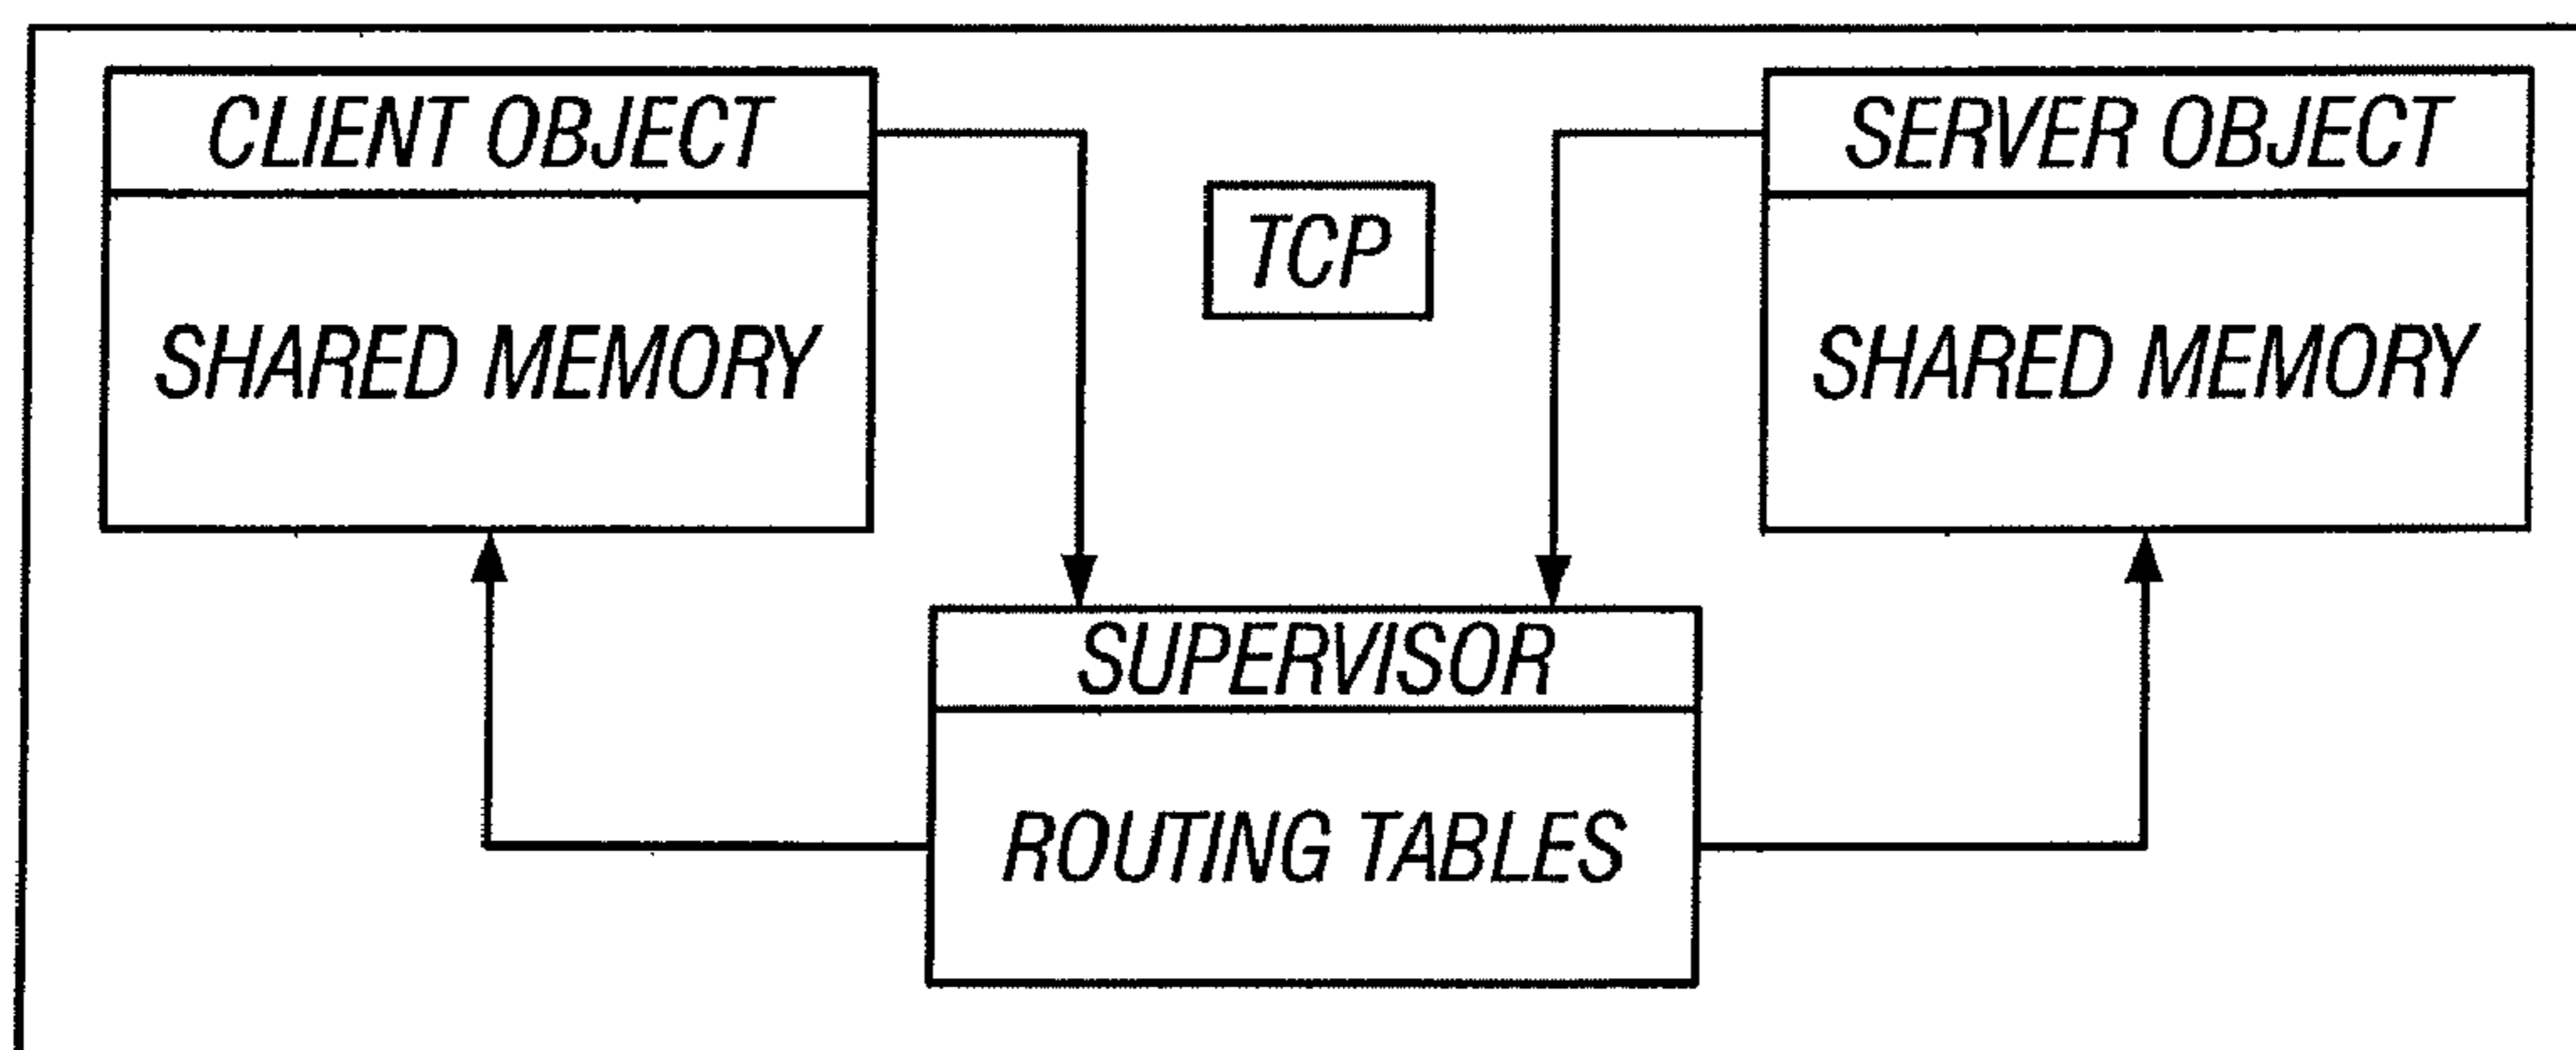 CLIENT OBJECT
SHARED MEMORY
TCP
SERVER OBJECT
SHARED MEMORY
SUPERVISOR
ROUTING TABLES